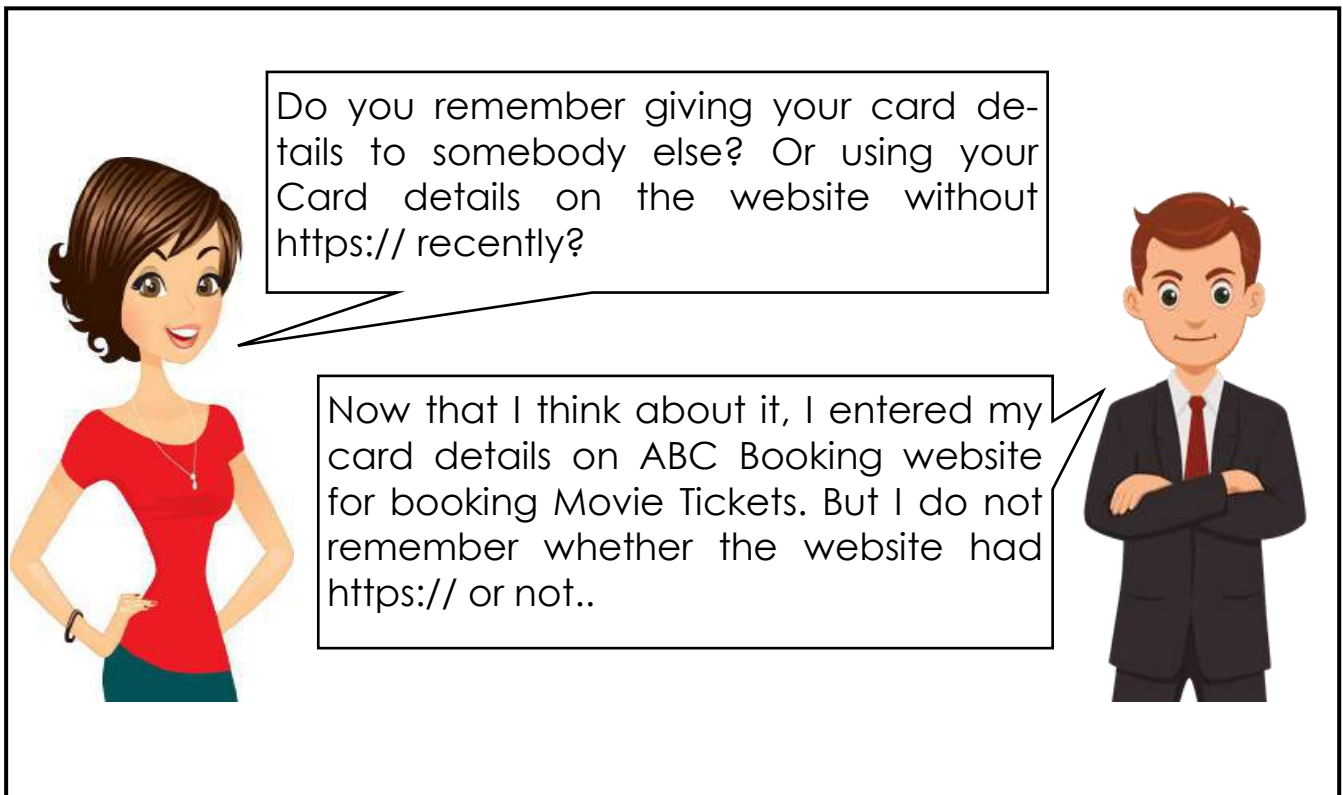 Do you remember giving your card de-
tails to somebody else? Or using your
Card details on the website without
https:// recently?
Now that I think about it, I entered my
card details on ABC Booking website
for booking Movie Tickets. But I do not
remember whether the website had
https:// or not..